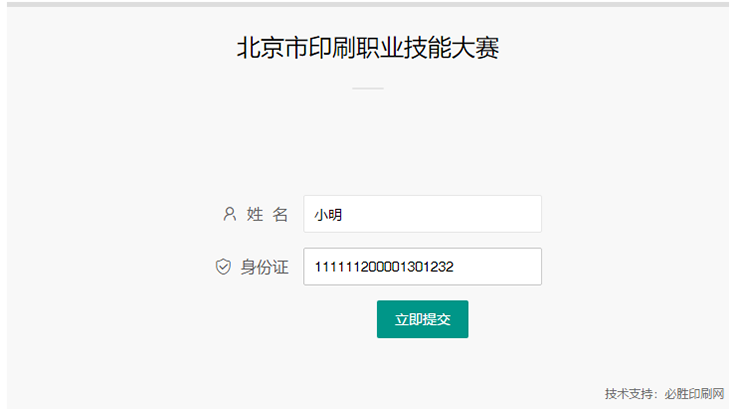 北京市印刷职业技能大赛
姓 名 小明
身份证 111111200001301232
立即提交
技术支持：必胜印刷网